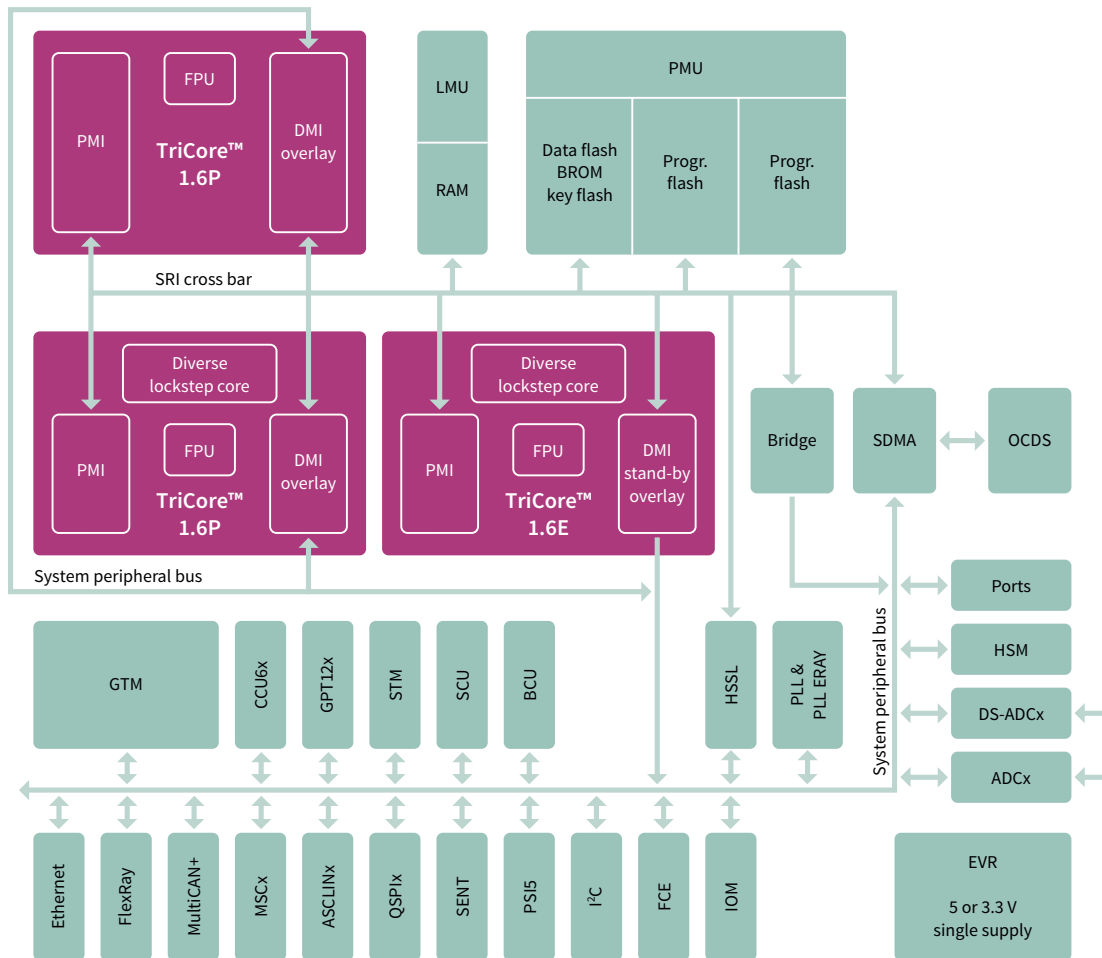 FPU
PMI
DMI
overlay
TriCore™
1.6P
LMU
RAM
PMU
Data flash
BROM
key flash
Progr.
flash
Progr.
flash
SRI cross bar
Diverse
lockstep core
PMI
FPU
DMI
overlay
TriCore™
1.6P
Diverse
lockstep core
PMI
FPU
DMI
stand-by
overlay
TriCore™
1.6E
Bridge
SDMA
OCDS
System peripheral bus
Ports
HSM
DS-ADCx
ADCx
System peripheral bus
GTM
CCU6x
GPT12x
STM
SCU
BCU
HSSL
PLL &
PLL ERAY
Ethernet
FlexRay
MultiCAN+
MSCx
ASCLINx
QSPIx
SENT
PSI5
I²C
FCE
IOM
EVR
5 or 3.3 V
single supply